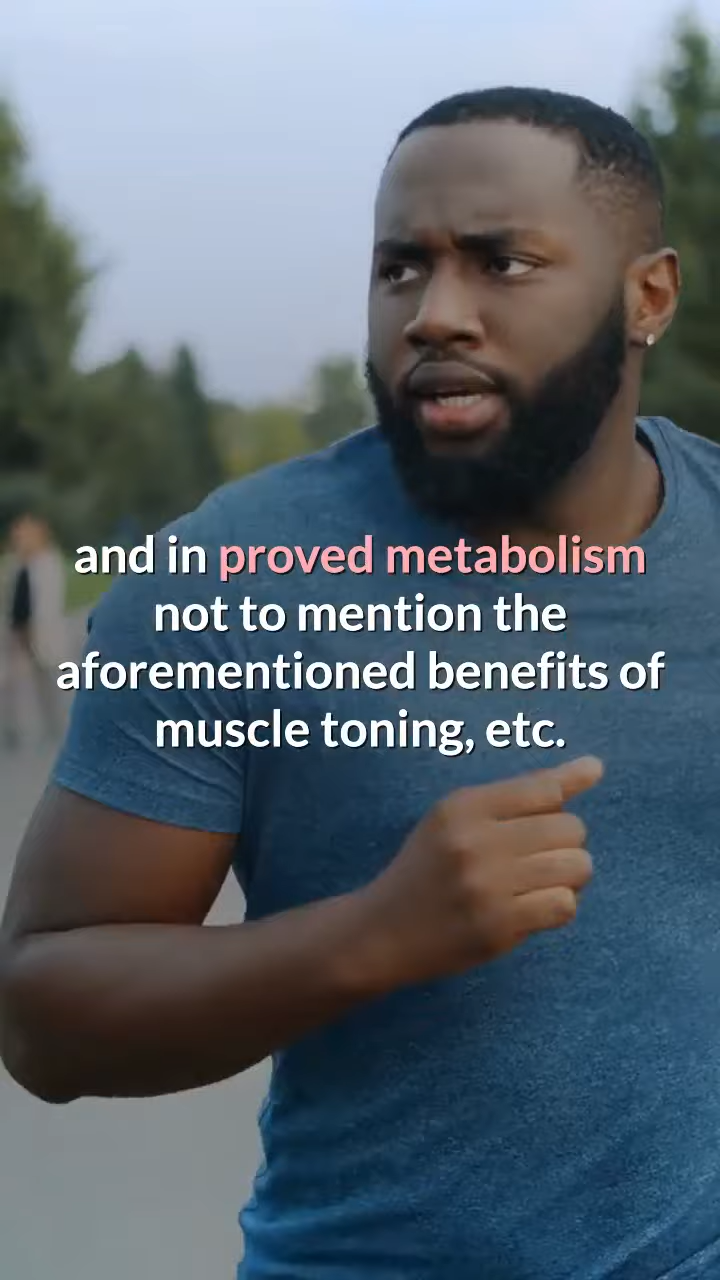 and in proved metabolism
not to mention the
aforementioned benefits of
muscle toning, etc.